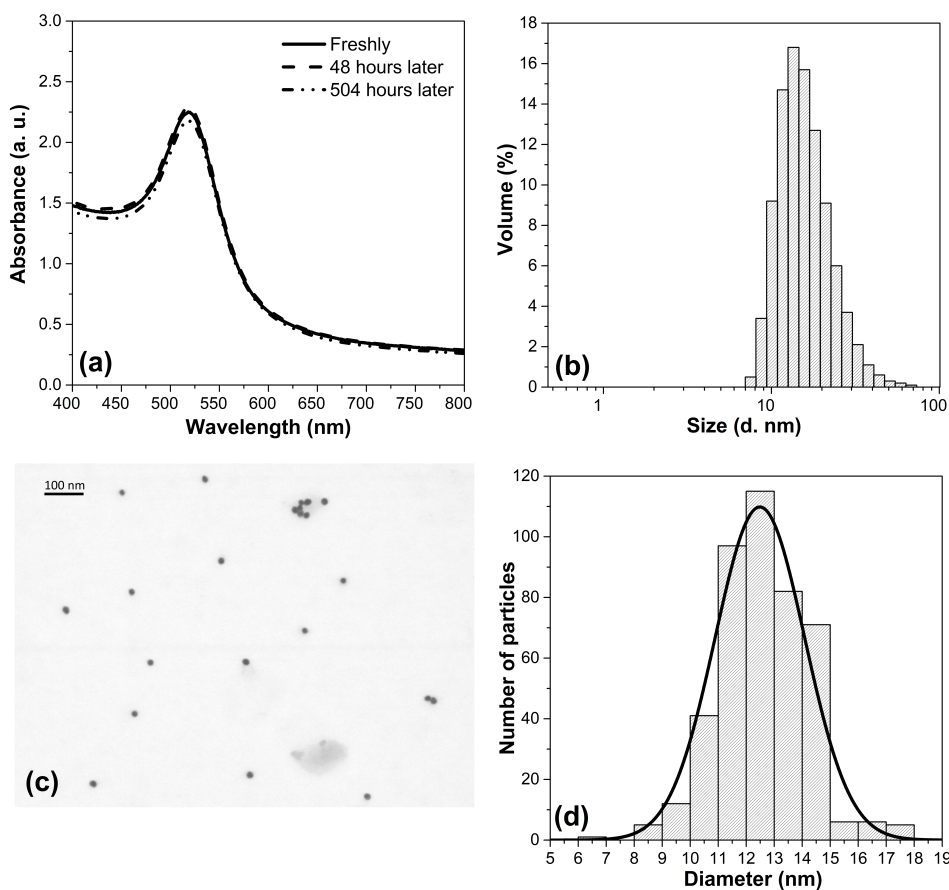 3.0
2.5
2.0
1.5
1.0
0.5
0.0
Absorbance (a. u.)
Freshly
48 hours later
504 hours later
(a)
400 450 500 550 600 650 700 750 800
Wavelength (nm)
18
16
14
12
10
8
6
4
2
0
Volume (%)
(b)
1 10 100
Size (d. nm)
100 nm
(c)
120
100
80
60
40
20
0
Number of particles
(d)
5 6 7 8 9 10 11 12 13 14 15 16 17 18 19
Diameter (nm)